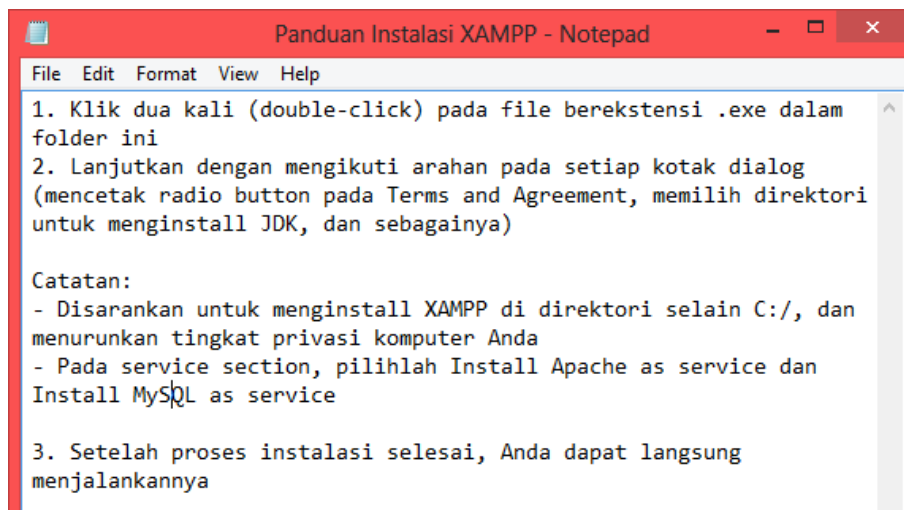 Panduan Instalasi XAMPP - Notepad
File Edit Format View Help
1. Klik dua kali (double-click) pada file berekstensi .exe dalam
folder ini
2. Lanjutkan dengan mengikuti arahan pada setiap kotak dialog
(mencetak radio button pada Terms and Agreement, memilih direktori
untuk menginstall JDK, dan sebagainya)
Catatan:
- Disarankan untuk menginstall XAMPP di direktori selain C:/, dan
menurunkan tingkat privasi komputer Anda
- Pada service section, pilihlah Install Apache as service dan
Install MySQL as service
3. Setelah proses instalasi selesai, Anda dapat langsung
menjalankannya